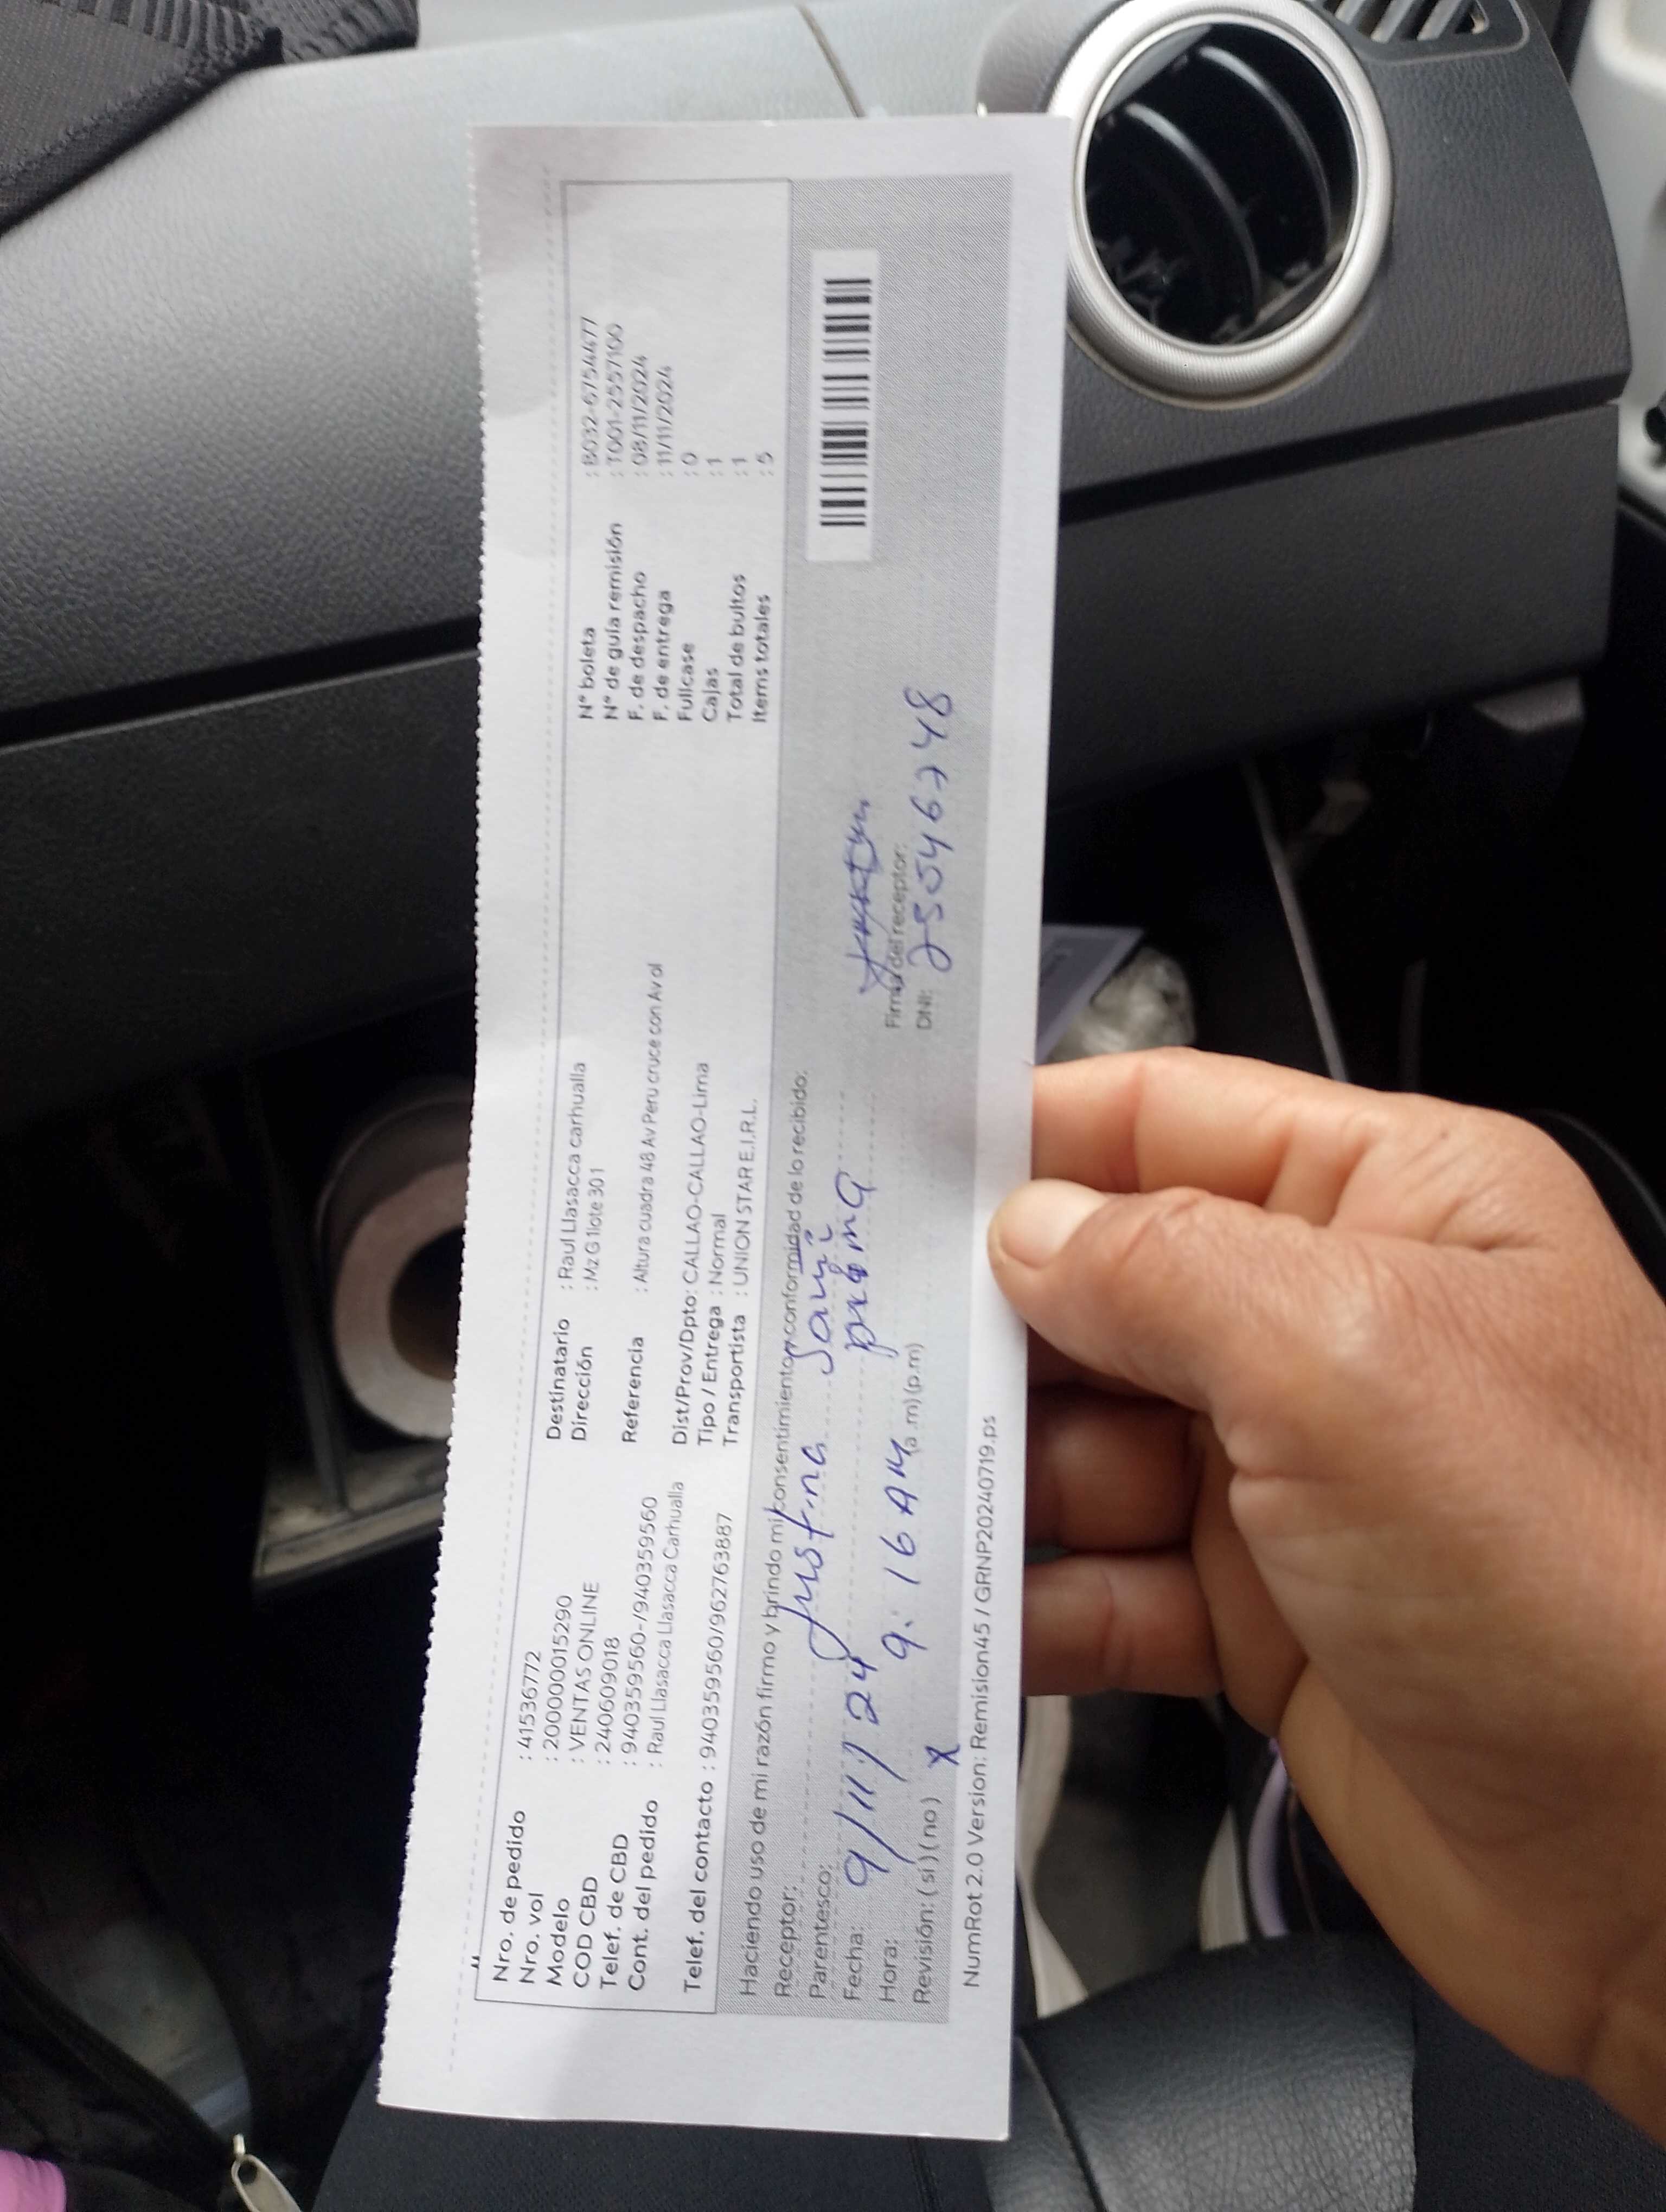 Nro. de pedido : 41536772
Nro. vol : 200000015290
Modelo : VENTAS ONLINE
COD CBD : 240609018
Telef. de CBD : 940359560-/940359560
Cont. del pedido : Raul Llasacca Llasacca Carhualla
Telef. del contacto : 940359560/962763887
Destinatario : Raul Llasacca carhualla
Dirección : Mz G 1lote 301
Referencia : Altura cuadra 48 Av Peru cruce con Av ol
Dist/Prov/Dpto: CALLAO-CALLAO-CALLAO-Lima
Tipo / Entrega : Normal
Transportista : UNION STAR E.I.R.L.
N° boleta : B032-6754477
N° de guía remisión : T001-2557100
F. de despacho : 08/11/2024
F. de entrega : 11/11/2024
Fullcase : 0
Cajas : 1
Total de bultos : 1
Items totales : 5
Haciendo uso de mi razón firmo y brindo mi consentimiento y conformidad de lo recibido:
Receptor: Justina Sani
Parentesco: prima
Fecha: 9/11/24
Hora: 9:16 AM (a.m) (p.m)
Revisión: (si) (no) X
Firma del receptor:
DNI: 25546748
NumRot 2.0 Version: Remision45 / GRNP20240719.ps